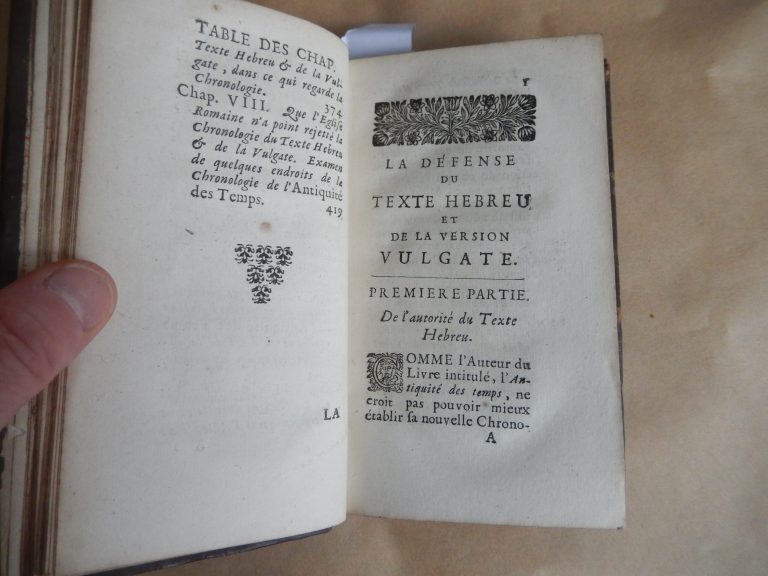 TABLE DES CHAP.
Texte Hebreu & de la Vul-
gate, dans ce qui regarde la
Chronologie. 374
Chap. VIII. Que l'Eglise
Romaine n'a point rejetté la
Chronologie du Texte Hebreu
& de la Vulgate. Examen
de quelques endroits de la
Chronologie de l'Antiquité
des Temps. 419
LA
LA DÉFENSE
DU
TEXTE HEBREU,
ET
DE LA VERSION
VULGATE.
PREMIERE PARTIE.
De l'autorité du Texte
Hebreu.
COMME l'Auteur du
Livre intitulé, l'An-
tiquité des temps, ne
croit pas pouvoir mieux
établir ſa nouvelle Chrono-
A